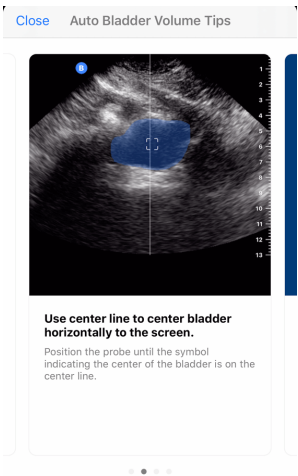 Close Auto Bladder Volume Tips
B
1
2
3
4
5
6
7
8
9
10
11
12
13
Use center line to center bladder
horizontally to the screen.
Position the probe until the symbol
indicating the center of the bladder is on the
center line.